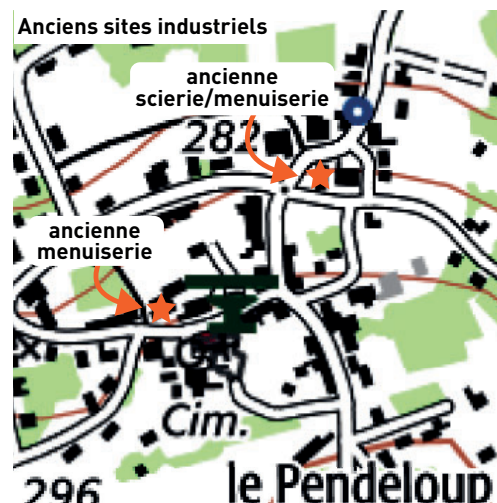 Anciens sites industriels
ancienne
scierie/menuiserie
282
ancienne
menuiserie
Cim.
296
le Pendeloup